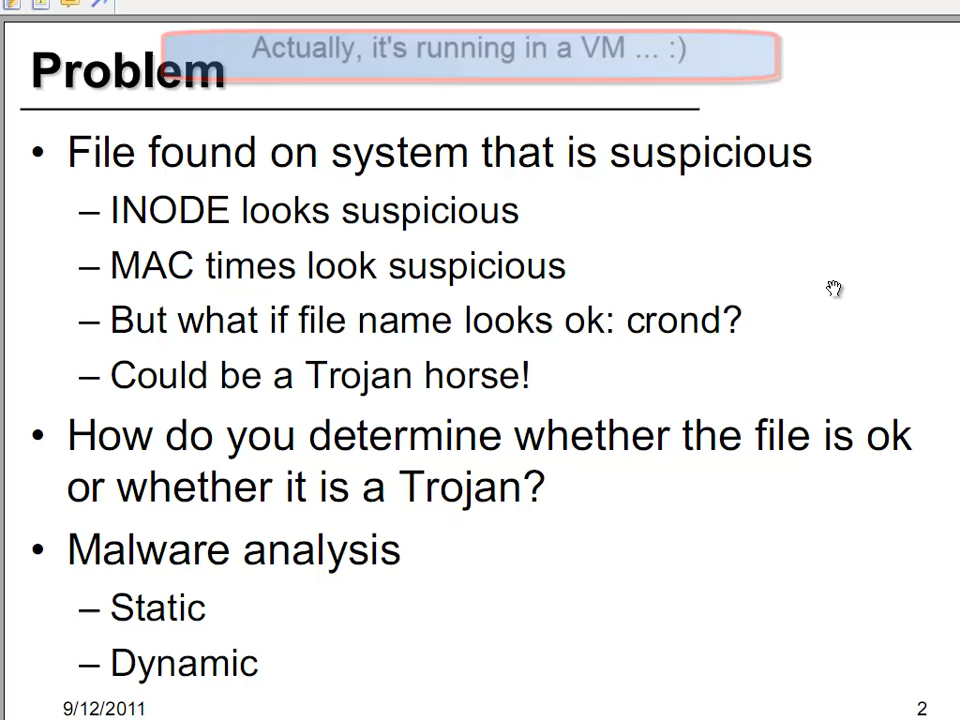 Actually, it's running in a VM ... :)
Problem
• File found on system that is suspicious
– INODE looks suspicious
– MAC times look suspicious
– But what if file name looks ok: crond?
– Could be a Trojan horse!
• How do you determine whether the file is ok
or whether it is a Trojan?
• Malware analysis
– Static
– Dynamic
9/12/2011
2